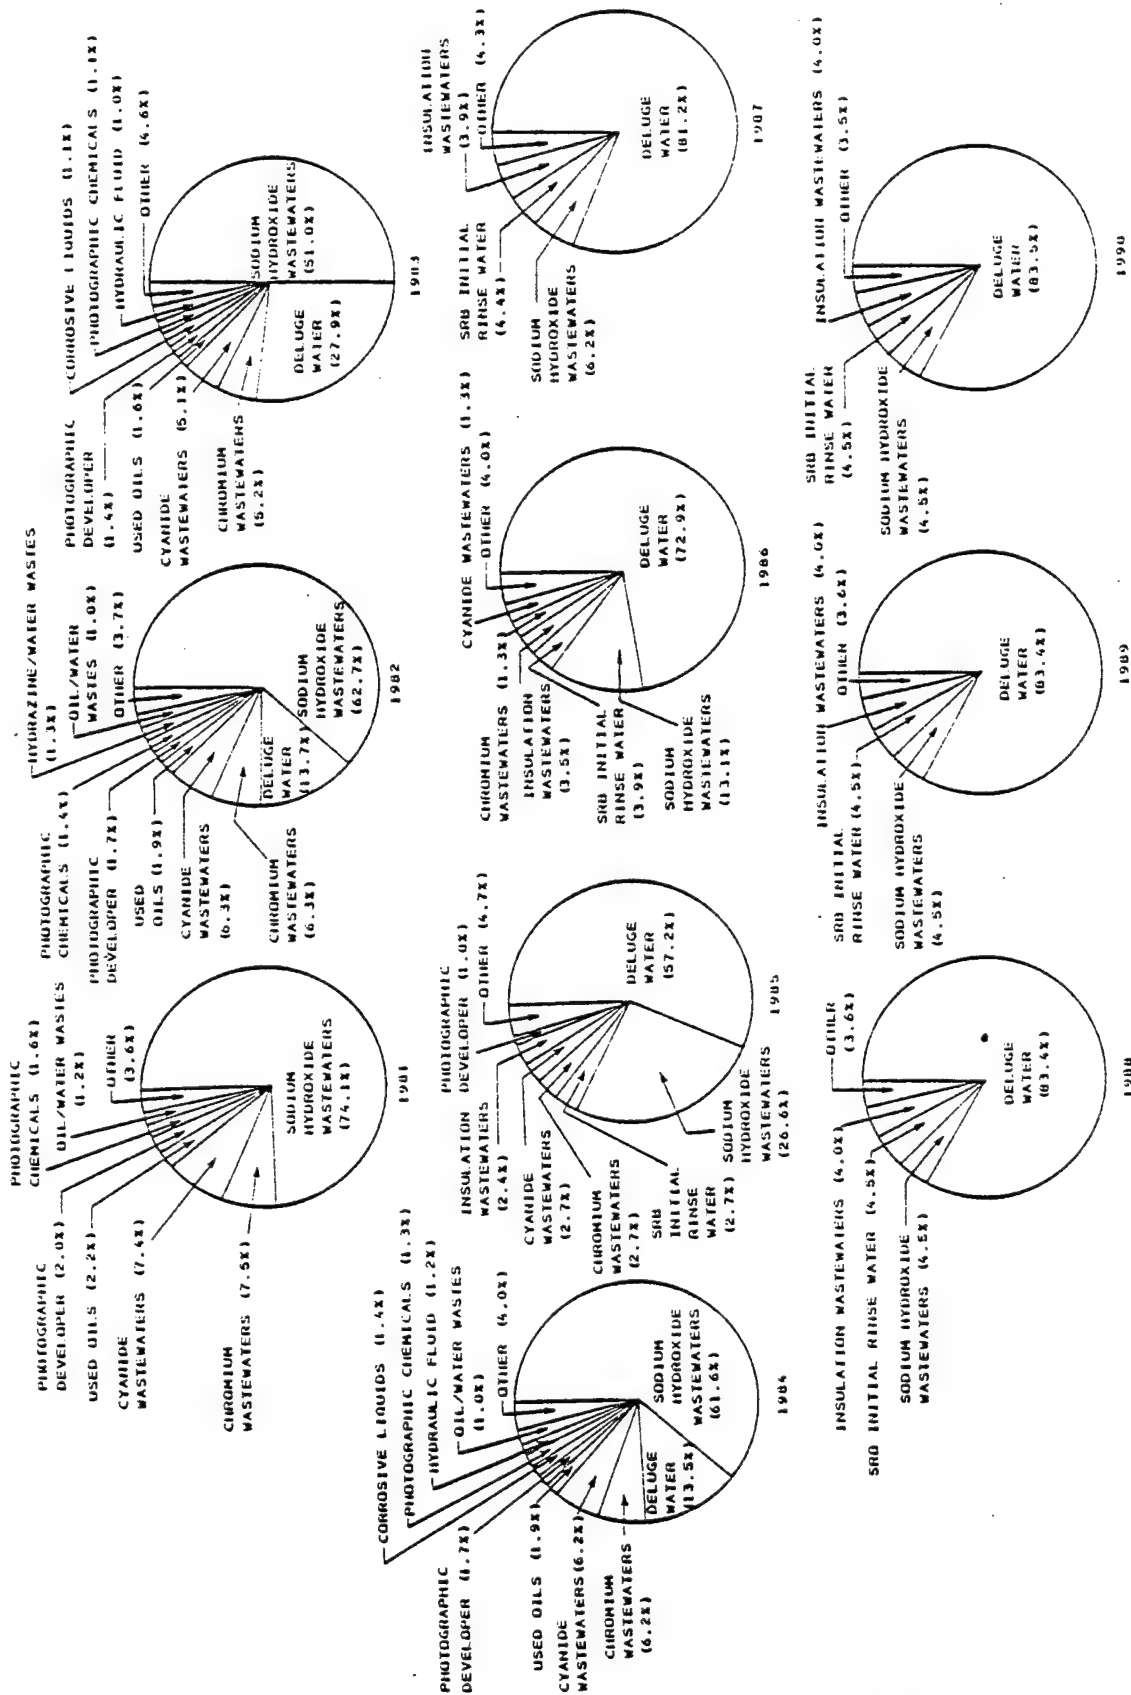 PHOTOGRAPHIC
CHEMICALS (1.6%)
OIL/WATER WASTES
(1.2%)
OTHER
(3.6%)
PHOTOGRAPHIC
DEVELOPER (2.0%)
USED OILS (2.2%)
CYANIDE
WASTEWATERS (7.4%)
CHROMIUM
WASTEWATERS (7.5%)
SODIUM
HYDROXIDE
WASTEWATERS
(74.1%)
1981
HYDRAZINE/WATER WASTES
(1.3%)
OIL/WATER
WASTES (1.0%)
OTHER (3.7%)
PHOTOGRAPHIC
CHEMICALS (1.4%)
PHOTOGRAPHIC
DEVELOPER (1.7%)
USED
OILS (1.9%)
CYANIDE
WASTEWATERS
(6.3%)
CHROMIUM
WASTEWATERS
(6.3%)
DELUGE
WATER
(13.7%)
SODIUM
HYDROXIDE
WASTEWATERS
(62.7%)
1982
CORROSIVE LIQUIDS (1.1%)
PHOTOGRAPHIC CHEMICALS (1.1%)
HYDRAULIC FLUID (1.0%)
OTHER (4.6%)
PHOTOGRAPHIC
DEVELOPER
(1.4%)
USED OILS (1.6%)
CYANIDE
WASTEWATERS (5.1%)
CHROMIUM
WASTEWATERS
(5.2%)
DELUGE
WATER
(27.9%)
SODIUM
HYDROXIDE
WASTEWATERS
(51.0%)
1983
CORROSIVE LIQUIDS (1.4%)
PHOTOGRAPHIC CHEMICALS (1.3%)
HYDRAULIC FLUID (1.2%)
OIL/WATER WASTES
(1.0%)
OTHER (4.0%)
PHOTOGRAPHIC
DEVELOPER (1.7%)
USED OILS (1.9%)
CYANIDE
WASTEWATERS (6.2%)
CHROMIUM
WASTEWATERS
(6.2%)
DELUGE
WATER
(13.5%)
SODIUM
HYDROXIDE
WASTEWATERS
(61.6%)
1984
PHOTOGRAPHIC
DEVELOPER (1.0%)
OTHER (4.7%)
INSULATION
WASTEWATERS
(2.4%)
CYANIDE
WASTEWATERS
(2.7%)
CHROMIUM
WASTEWATERS
(2.7%)
SRB
INITIAL
RINSE
WATER
(2.7%)
SODIUM
HYDROXIDE
WASTEWATERS
(26.6%)
DELUGE
WATER
(57.2%)
1985
CYANIDE WASTEWATERS (1.3%)
OTHER (4.0%)
CHROMIUM
WASTEWATERS (1.3%)
INSULATION
WASTEWATERS
(3.5%)
SRB INITIAL
RINSE WATER
(3.9%)
SODIUM
HYDROXIDE
WASTEWATERS
(13.1%)
DELUGE
WATER
(72.9%)
1986
INSULATION
WASTEWATERS
(3.9%)
OTHER (4.3%)
SRB INITIAL
RINSE WATER
(4.4%)
SODIUM
HYDROXIDE
WASTEWATERS
(6.2%)
DELUGE
WATER
(81.2%)
1987
OTHER
(3.6%)
INSULATION WASTEWATERS (4.0%)
SRB INITIAL RINSE WATER (4.5%)
SODIUM HYDROXIDE
WASTEWATERS (4.5%)
DELUGE
WATER
(83.4%)
1988
INSULATION WASTEWATERS (4.0%)
OTHER (3.6%)
SRB INITIAL
RINSE WATER (4.5%)
SODIUM HYDROXIDE
WASTEWATERS
(4.5%)
DELUGE
WATER
(83.4%)
1989
INSULATION WASTEWATERS (4.0%)
OTHER (3.5%)
SRB INITIAL
RINSE WATER
(4.5%)
SODIUM HYDROXIDE
WASTEWATERS
(4.5%)
DELUGE
WATER
(83.5%)
1990